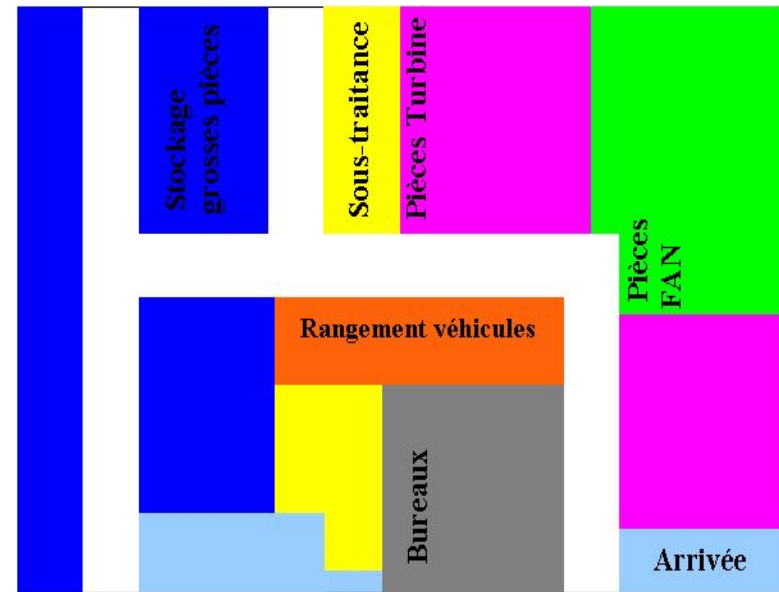 Stockage
grosses pièces
Sous-traitance
Pièces Turbine
Pièces
FAN
Rangement véhicules
Bureaux
Arrivée